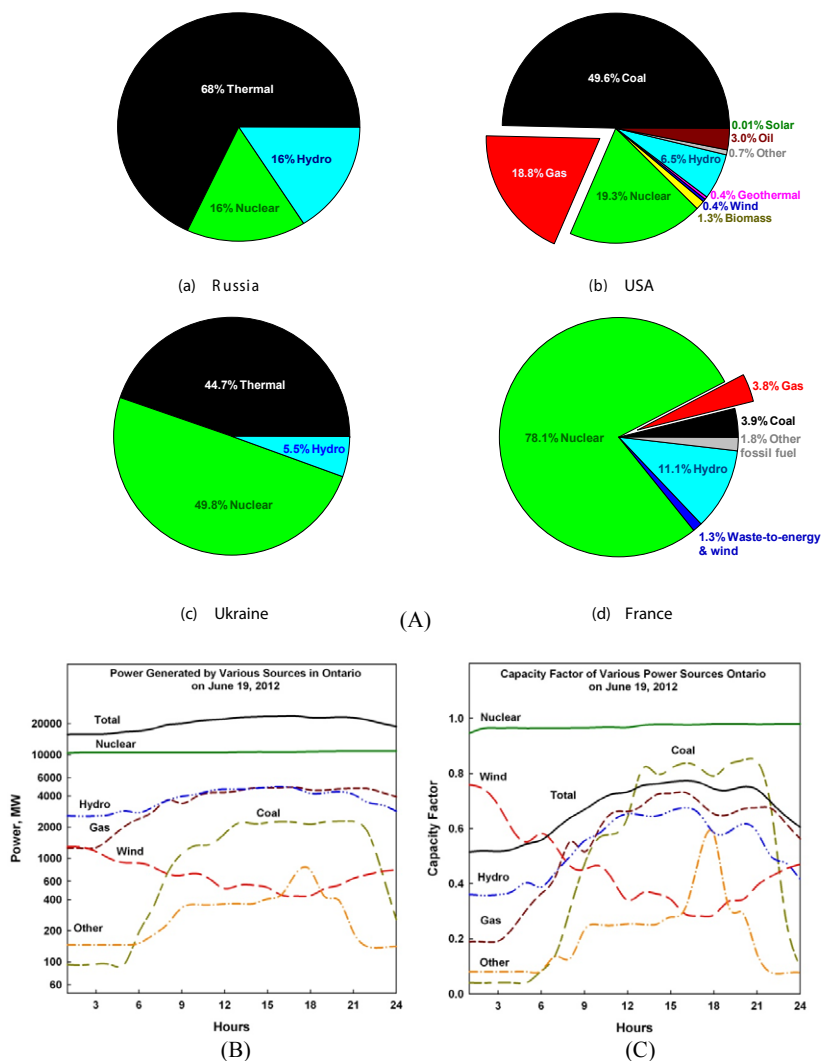 68% Thermal
16% Hydro
16% Nuclear
(a) Russia
49.6% Coal
0.01% Solar
3.0% Oil
0.7% Other
6.5% Hydro
18.8% Gas
0.4% Geothermal
19.3% Nuclear
0.4% Wind
1.3% Biomass
(b) USA
44.7% Thermal
5.5% Hydro
49.8% Nuclear
(c) Ukraine
3.8% Gas
3.9% Coal
78.1% Nuclear
1.8% Other
fossil fuel
11.1% Hydro
1.3% Waste-to-energy
& wind
(d) France
(A)
Power Generated by Various Sources in Ontario
on June 19, 2012
Total
Nuclear
Hydro
Gas
Coal
Wind
Other
Power, MW
20000
10000
6000
4000
2000
1000
600
400
200
100
60
3 6 9 12 15 18 21 24
Hours
(B)
Capacity Factor of Various Power Sources Ontario
on June 19, 2012
Nuclear
Coal
Wind
Total
Hydro
Gas
Other
Capacity Factor
1.0
0.8
0.6
0.4
0.2
0.0
3 6 9 12 15 18 21 24
Hours
(C)